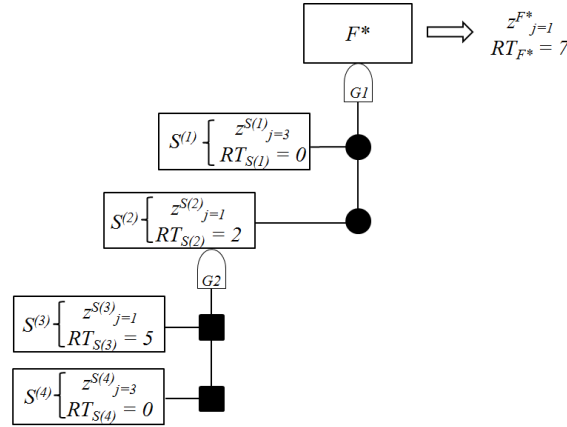 F*
z^{F*}_{j=1}
RT_{F*} = 7
G1
S^{(1)}
z^{S(1)}_{j=3}
RT_{S(1)} = 0
S^{(2)}
z^{S(2)}_{j=1}
RT_{S(2)} = 2
G2
S^{(3)}
z^{S(3)}_{j=1}
RT_{S(3)} = 5
S^{(4)}
z^{S(4)}_{j=3}
RT_{S(4)} = 0